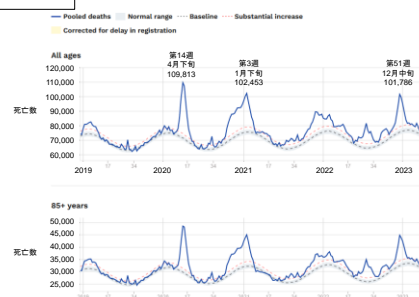 Pooled deaths Normal range Baseline Substantial increase
Corrected for delay in registration
All ages
第14週
4月下旬
109,813
第3週
1月下旬
102,453
第51週
12月中旬
101,786
120,000
110,000
100,000
90,000
80,000
70,000
60,000
死亡数
2019 2020 2021 2022 2023
85+ years
50,000
45,000
40,000
35,000
30,000
25,000
死亡数